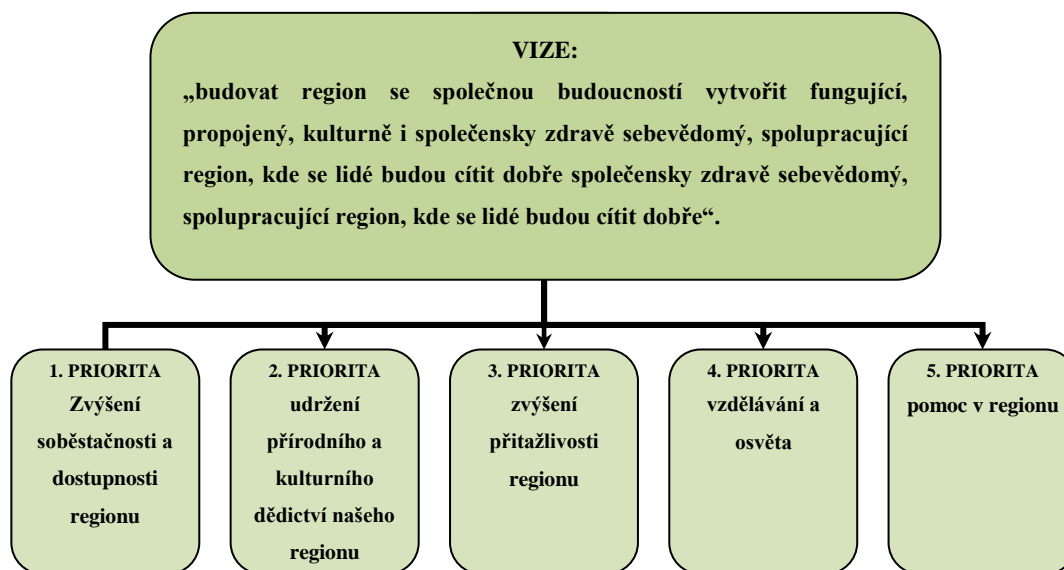 VIZE:
„budovat region se společnou budoucností vytvořit fungující,
propojený, kulturně i společensky zdravě sebevědomý, spolupracující
region, kde se lidé budou cítit dobře společensky zdravě sebevědomý,
spolupracující region, kde se lidé budou cítit dobře“.
1. PRIORITA
Zvýšení
soběstačnosti a
dostupnosti
regionu
2. PRIORITA
udržení
přírodního a
kulturního
dědictví našeho
regionu
3. PRIORITA
zvýšení
přitažlivosti
regionu
4. PRIORITA
vzdělávání a
osvěta
5. PRIORITA
pomoc v regionu